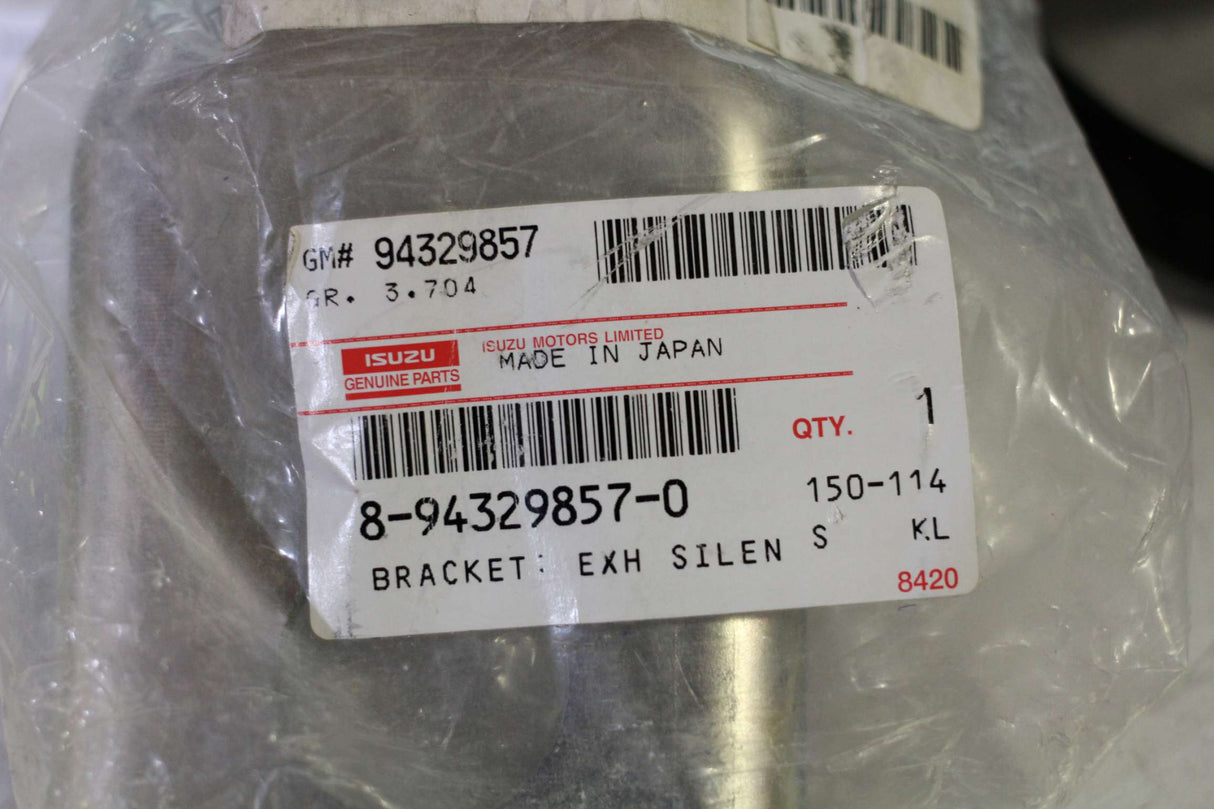 GM# 94329857
GR. 3.704
ISUZU
GENUINE PARTS
ISUZU MOTORS LIMITED
MADE IN JAPAN
QTY. 1
8-94329857-0
150-114
BRACKET: EXH SILEN
S KL
8420